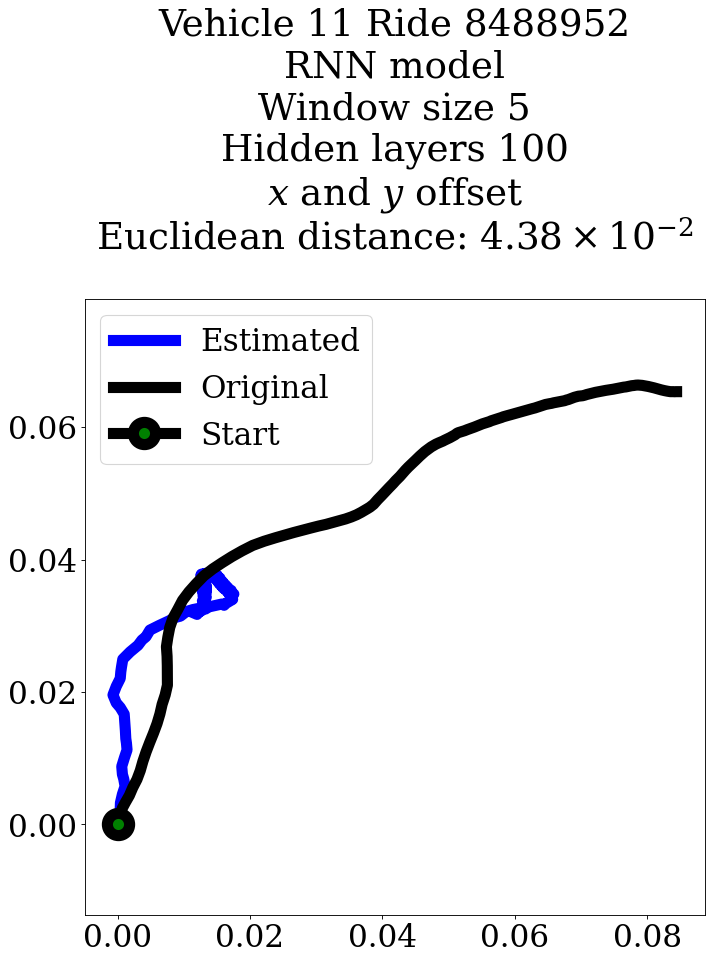 Vehicle 11 Ride 8488952
RNN model
Window size 5
Hidden layers 100
x and y offset
Euclidean distance: 4.38 × 10⁻²
Estimated
Original
Start
0.06
0.04
0.02
0.00
0.00 0.02 0.04 0.06 0.08